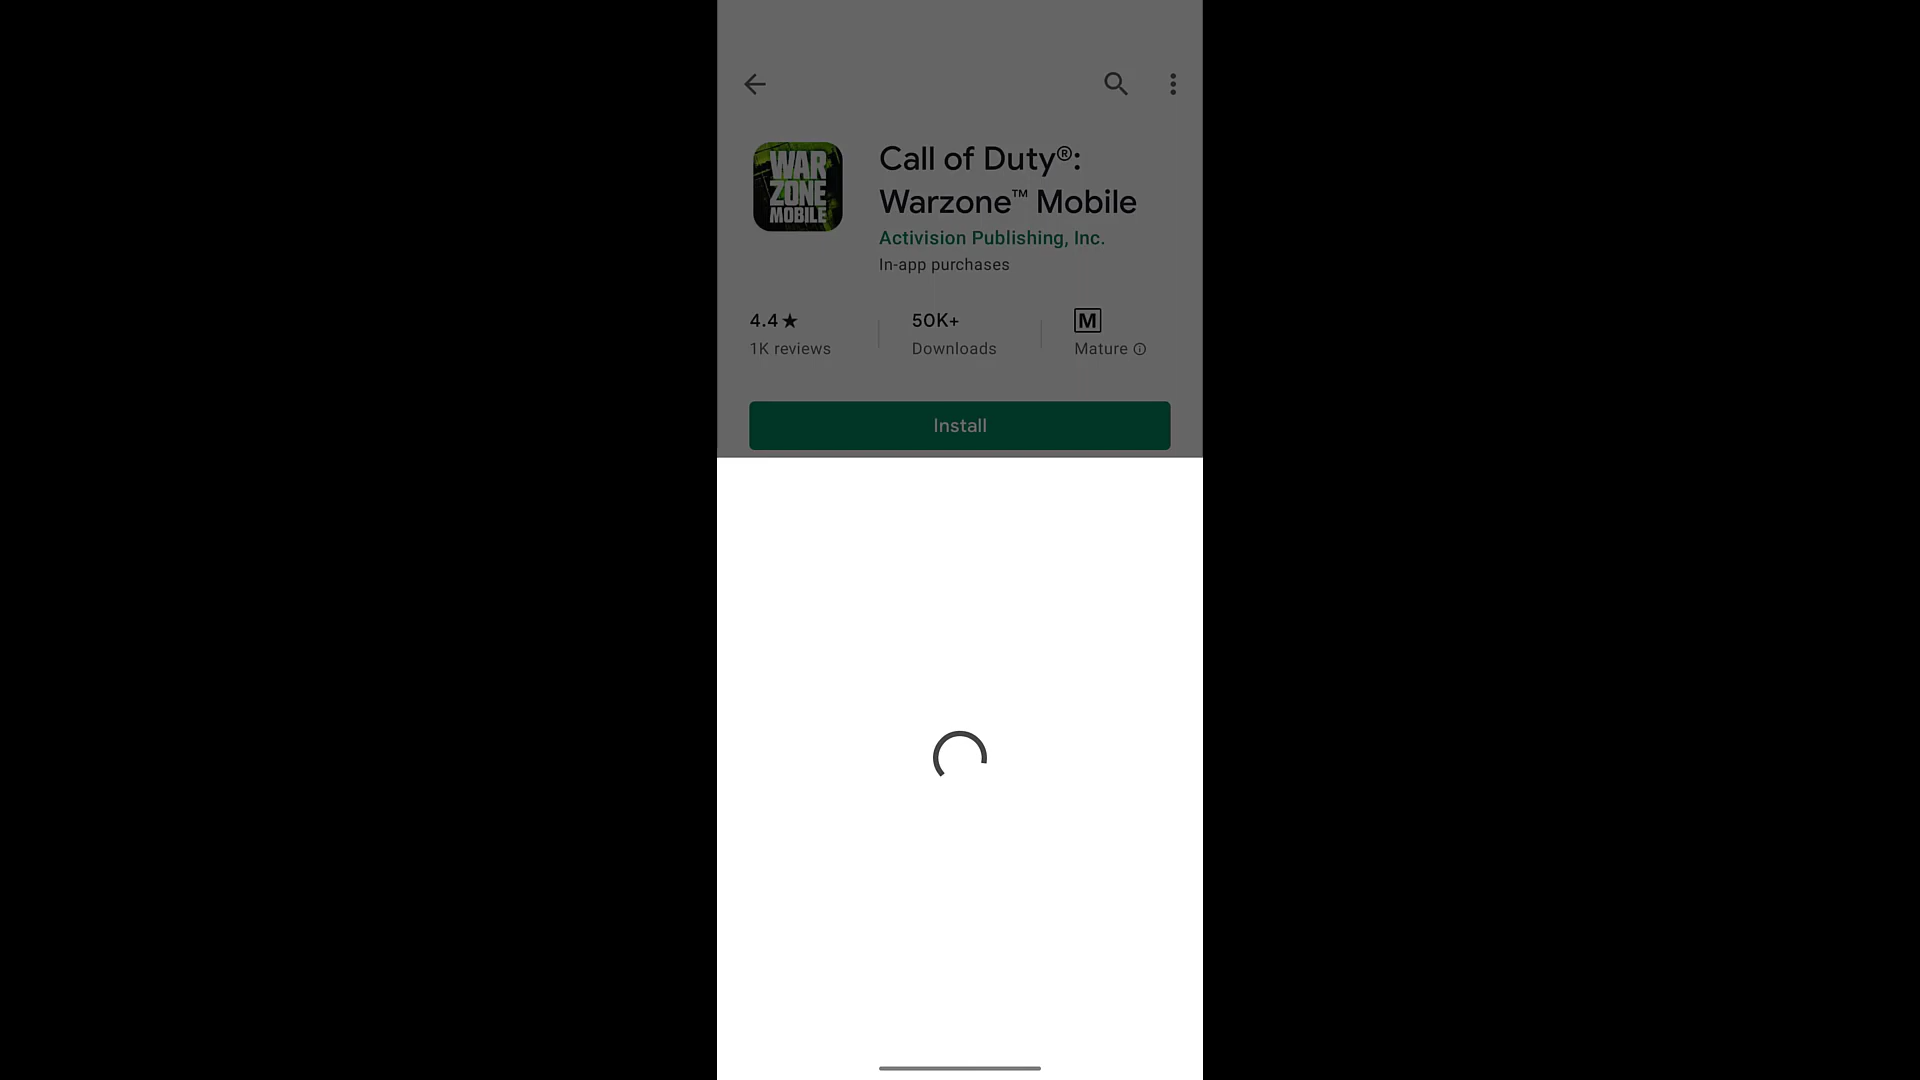 WAR
ZONE
MOBILE
Call of Duty®:
Warzone™ Mobile
Activision Publishing, Inc.
In-app purchases
4.4★
50K+
M
1K reviews
Downloads
Mature
Install